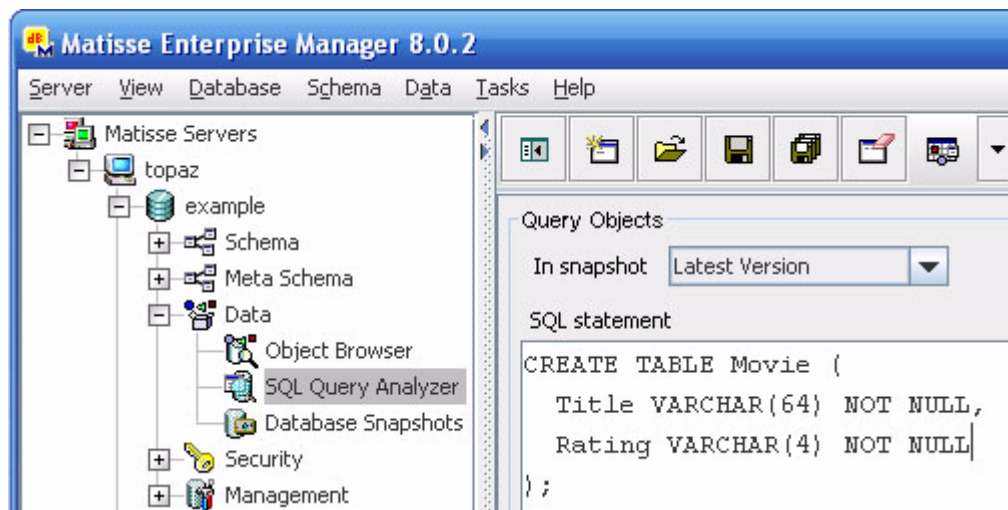 Matisse Enterprise Manager 8.0.2
Server View Database Schema Data Tasks Help
Matisse Servers
topaz
example
Schema
Meta Schema
Data
Object Browser
SQL Query Analyzer
Database Snapshots
Security
Management
Query Objects
In snapshot Latest Version
SQL statement
CREATE TABLE Movie (
Title VARCHAR(64) NOT NULL,
Rating VARCHAR(4) NOT NULL
);